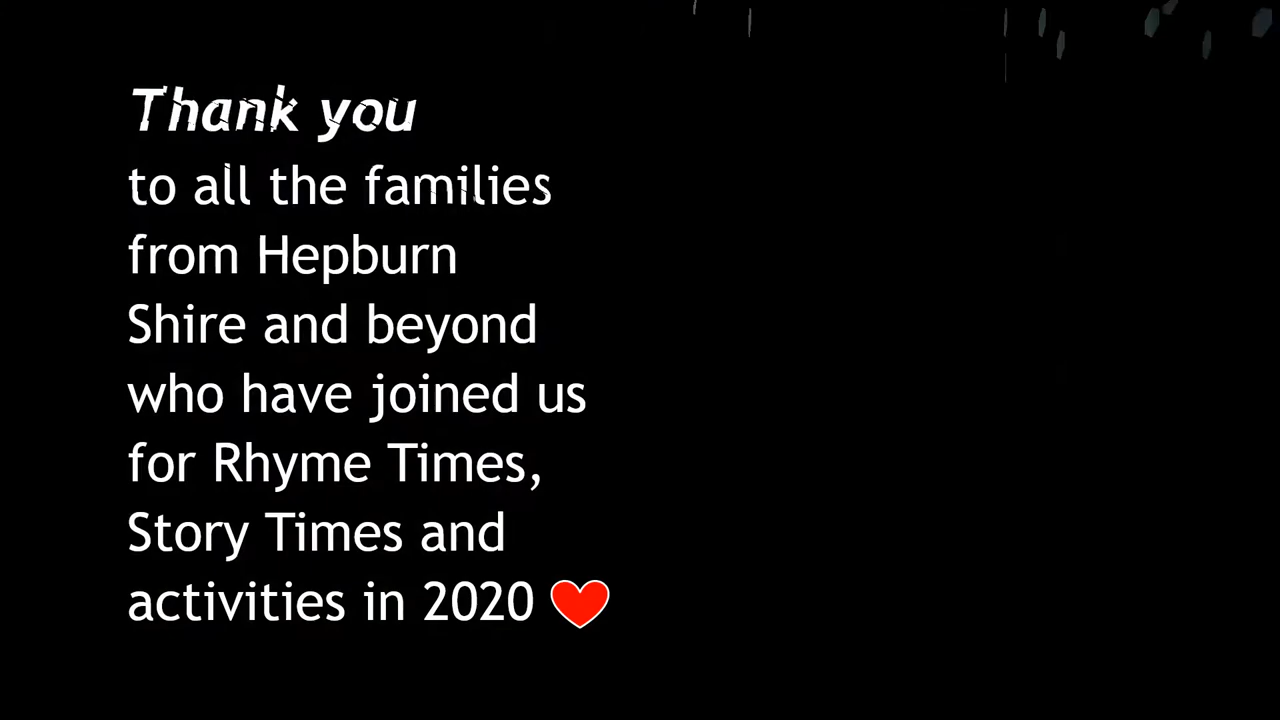 Thank you
to all the families
from Hepburn
Shire and beyond
who have joined us
for Rhyme Times,
Story Times and
activities in 2020 ❤